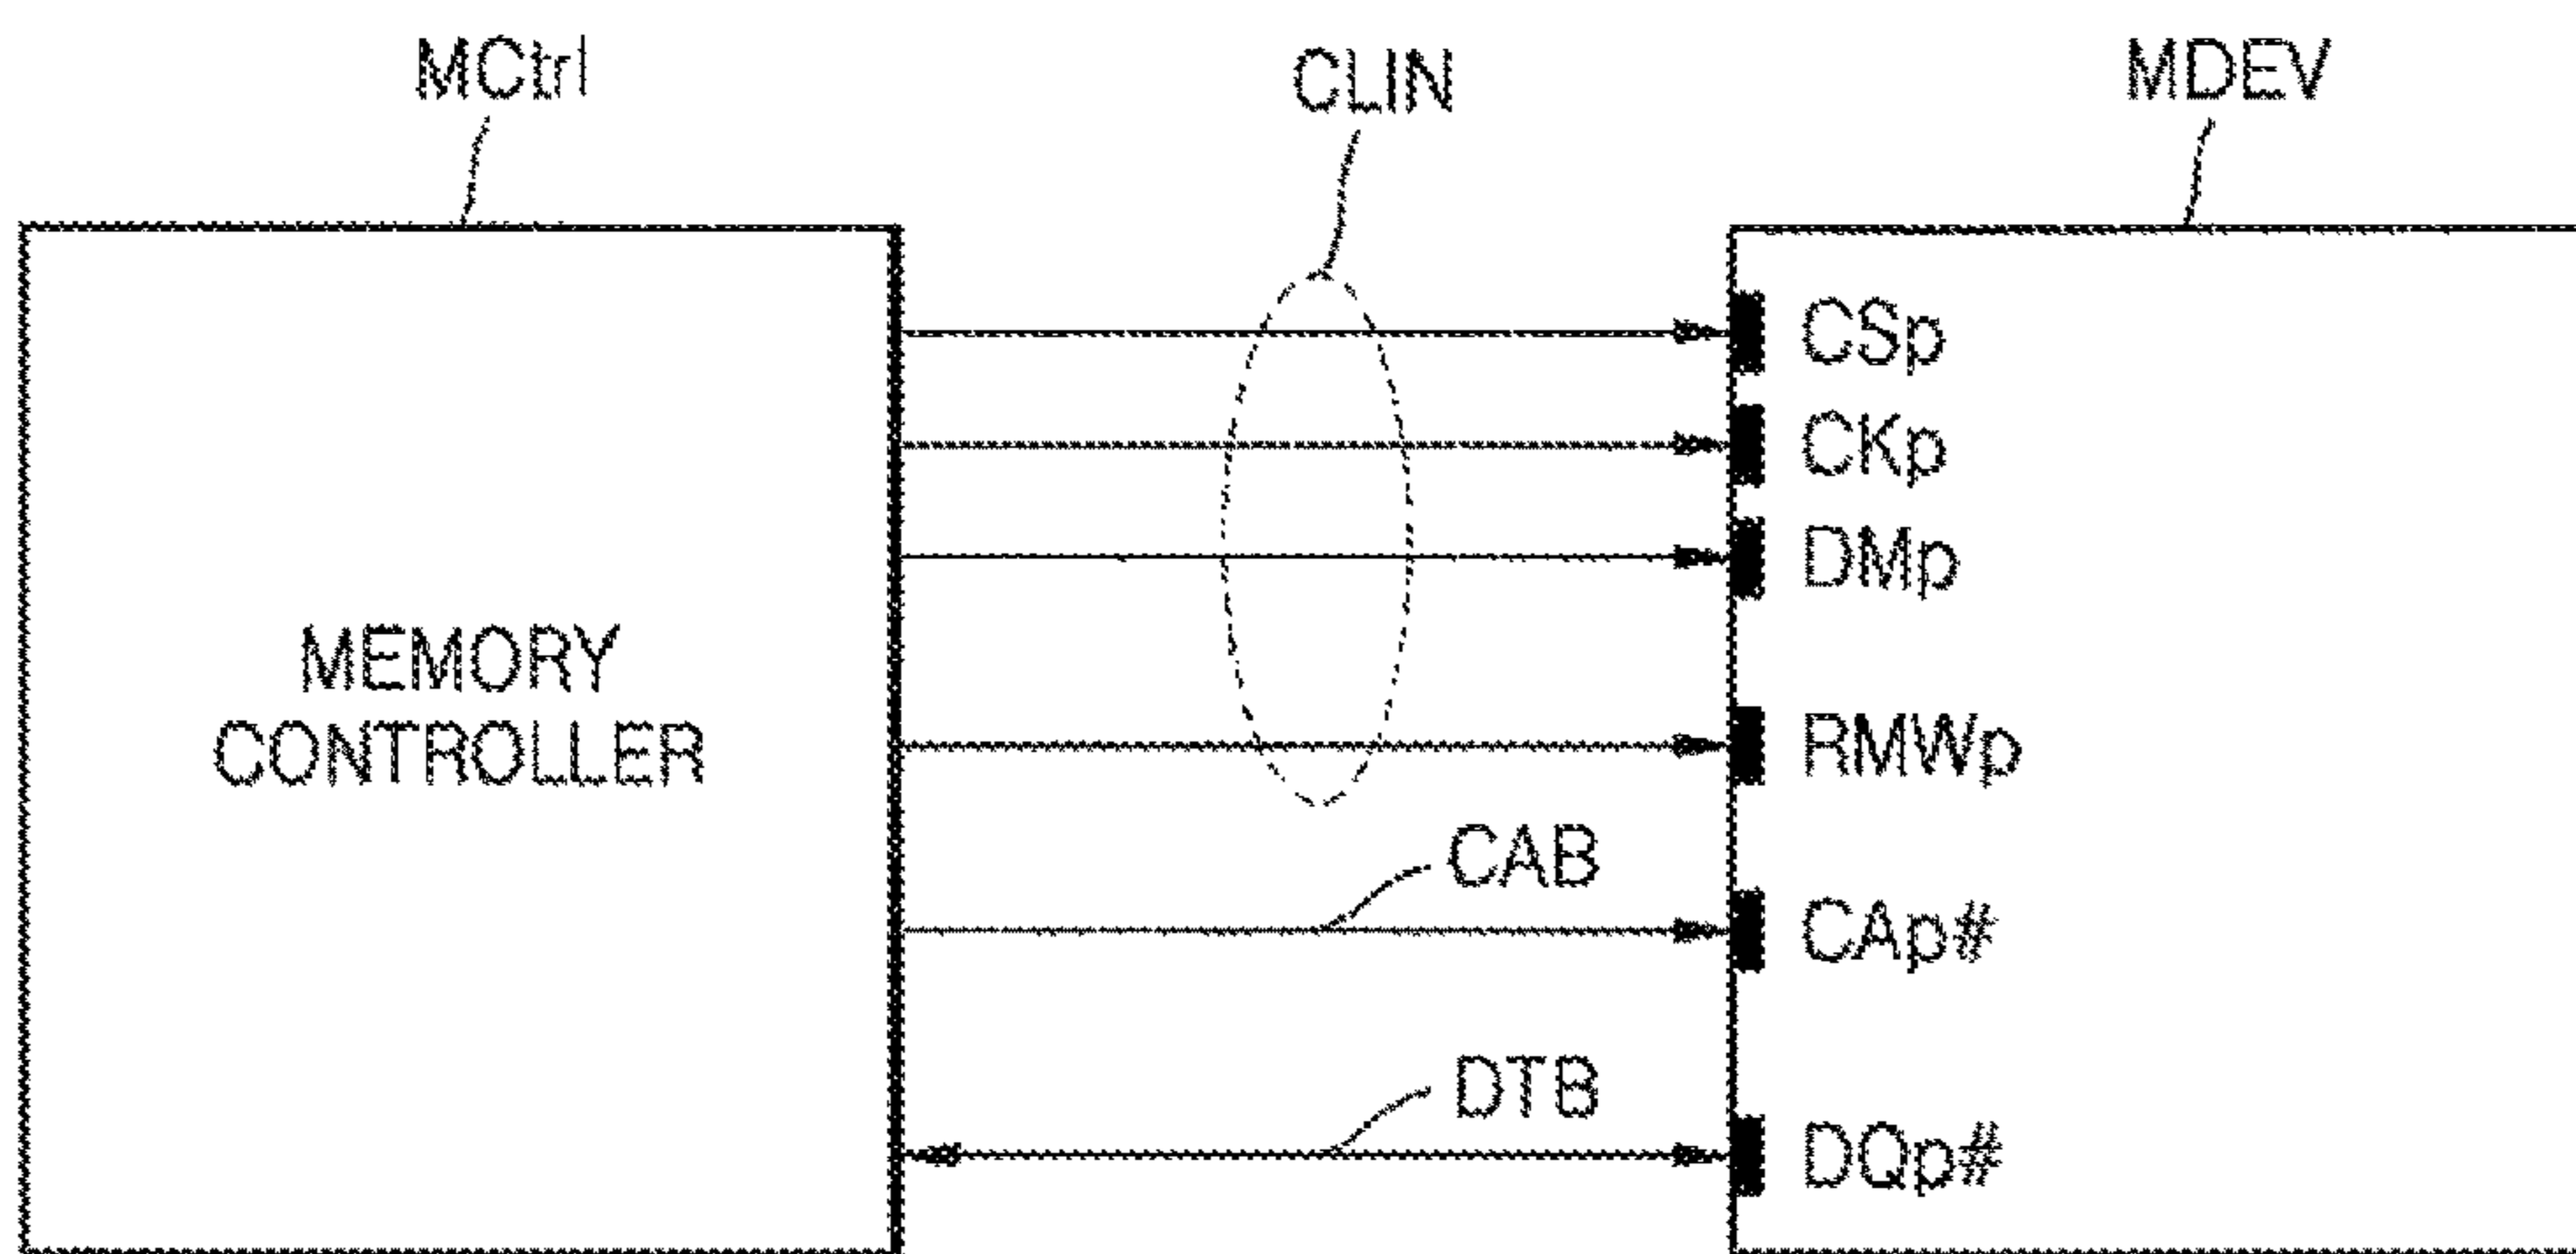 MCtrl
CLIN
MDEV
CSp
CKp
DMp
MEMORY
CONTROLLER
RMWp
CAB
CAp#
DTB
DQp#